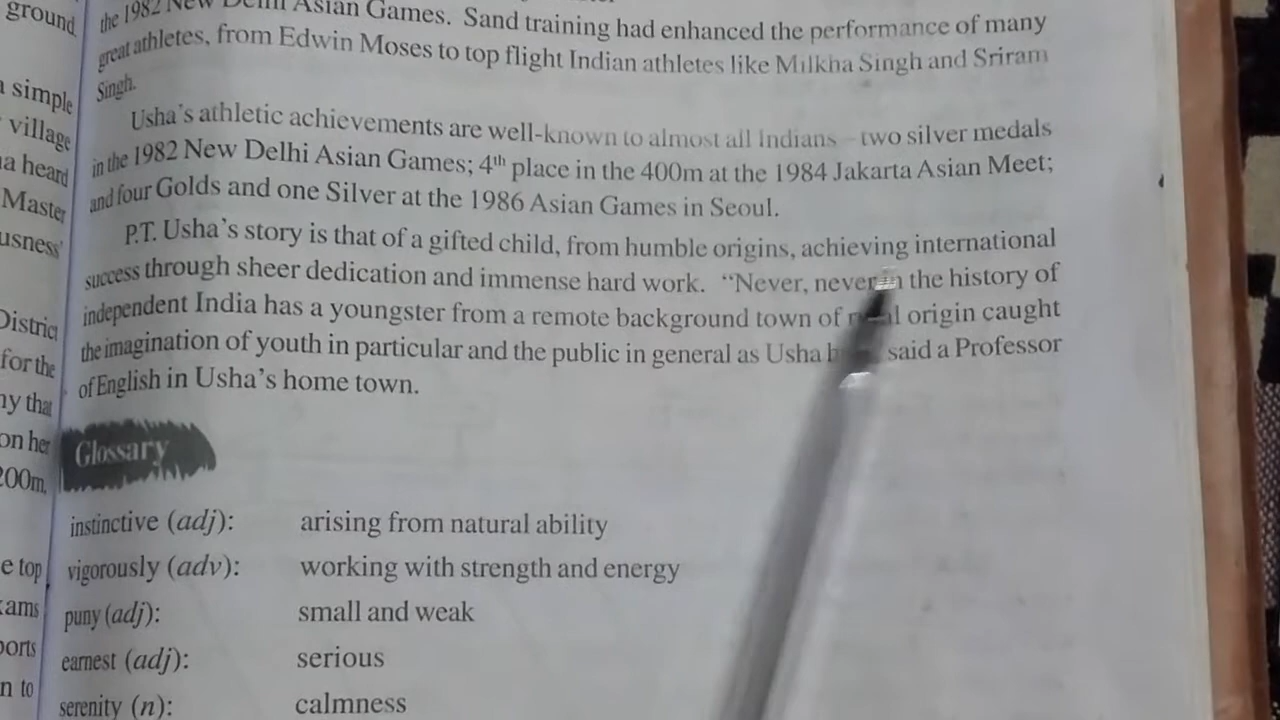 ground
a simple
village
a heard
Master
usness'
District
for the
ny that
on her
200m,
e top
ports
n to
the 1982 New Delhi Asian Games. Sand training had enhanced the performance of many
great athletes, from Edwin Moses to top flight Indian athletes like Milkha Singh and Sriram
Singh.
Usha's athletic achievements are well-known to almost all Indians – two silver medals
in the 1982 New Delhi Asian Games; 4th place in the 400m at the 1984 Jakarta Asian Meet;
and four Golds and one Silver at the 1986 Asian Games in Seoul.
P.T. Usha's story is that of a gifted child, from humble origins, achieving international
success through sheer dedication and immense hard work. "Never, never in the history of
independent India has a youngster from a remote background town of origin caught
the imagination of youth in particular and the public in general as Usha said a Professor
of English in Usha's home town.
Glossary
instinctive (adj): arising from natural ability
vigorously (adv): working with strength and energy
puny (adj): small and weak
earnest (adj): serious
serenity (n): calmness